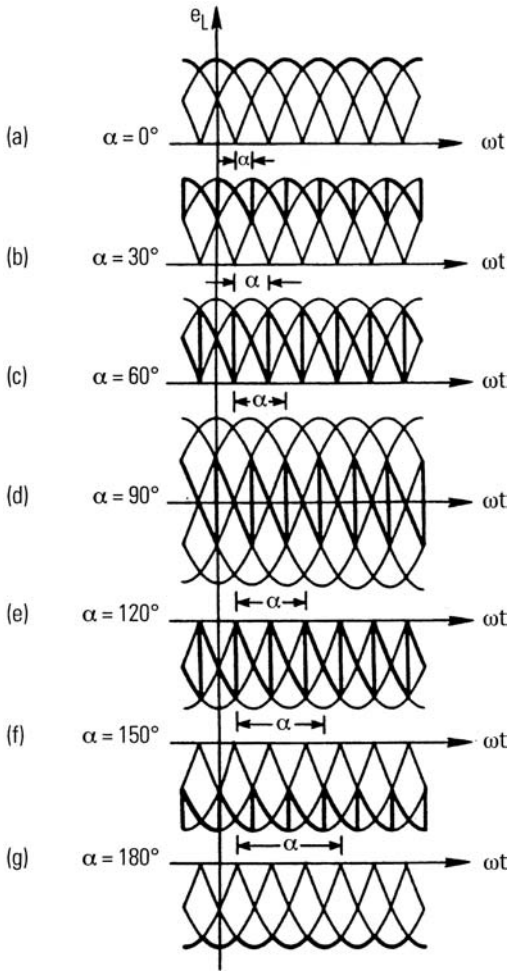 e_L
(a) α = 0° ωt
α
(b) α = 30° ωt
α
(c) α = 60° ωt
α
(d) α = 90° ωt
α
(e) α = 120° ωt
α
(f) α = 150° ωt
α
(g) α = 180° ωt